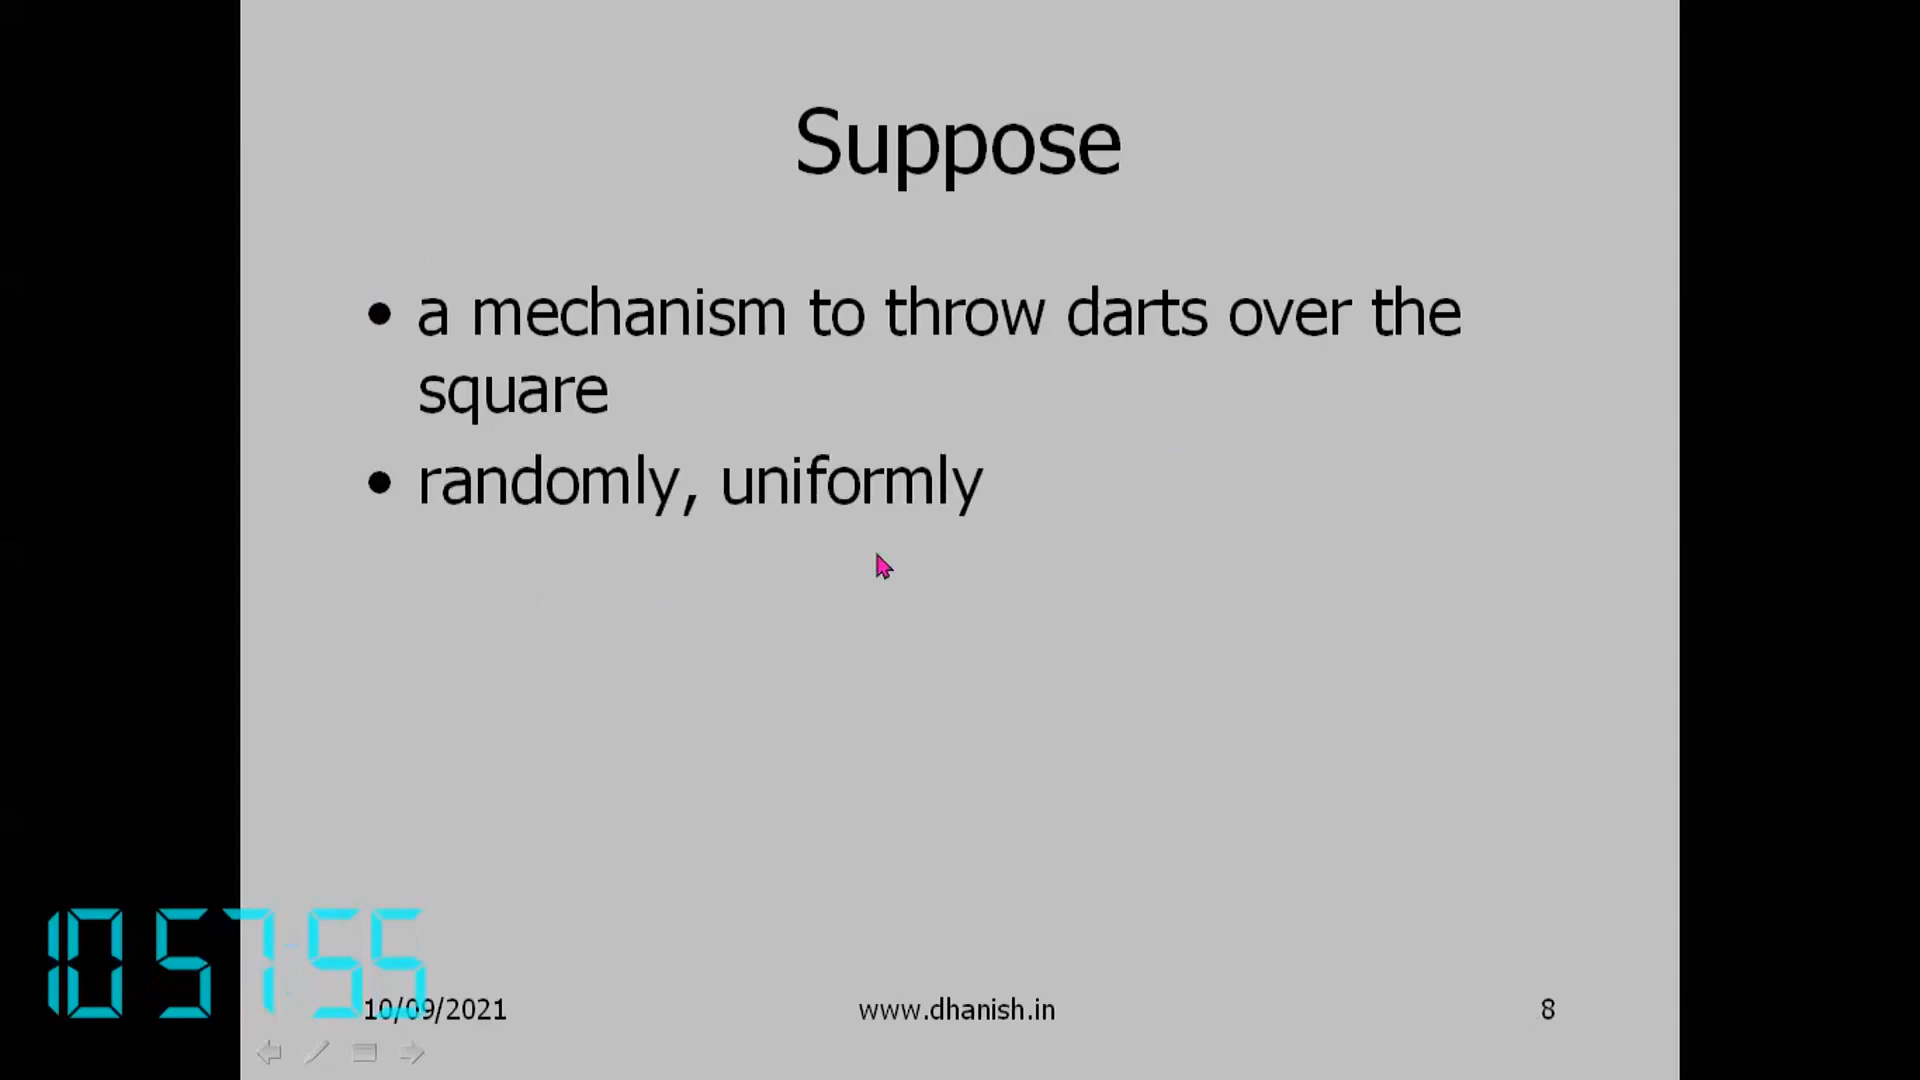 Suppose
• a mechanism to throw darts over the
square
• randomly, uniformly
10 57:55
10/09/2021
www.dhanish.in
8